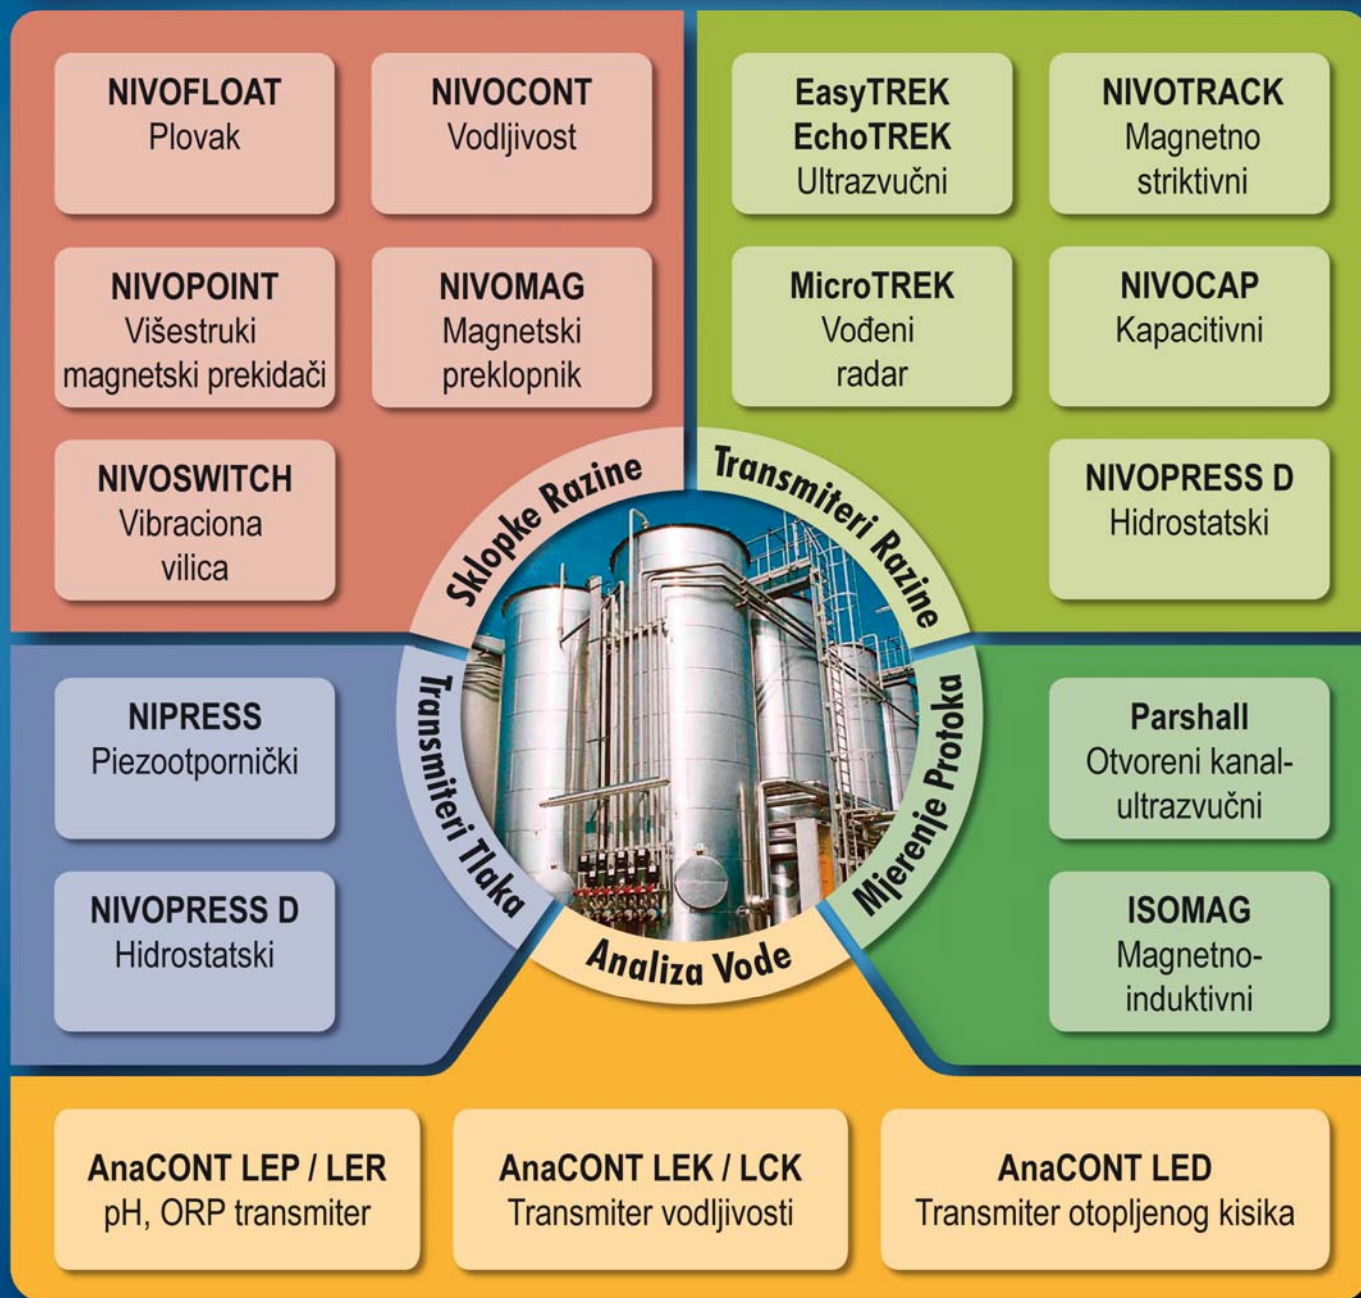 NIVOFLOAT
Plovak
NIVOCONT
Vodljivost
NIVOPOINT
Višestruki
magnetski prekidači
NIVOMAG
Magnetski
preklopnik
NIVOSWITCH
Vibraciona
vilica
Sklopke Razine
EasyTREK
EchoTREK
Ultrazvučni
NIVOTRACK
Magnetno
striktivni
MicroTREK
Vođeni
radar
NIVOCAP
Kapacitivni
NIVOPRESS D
Hidrostatski
Transmiteri Razine
NIPRESS
Piezootpornički
NIVOPRESS D
Hidrostatski
Transmiteri Tlaka
Mjerenje Protoka
Parshall
Otvoreni kanal-
ultrazvučni
ISOMAG
Magnetno-
induktivni
Analiza Vode
AnaCONT LEP / LER
pH, ORP transmiter
AnaCONT LEK / LCK
Transmiter vodljivosti
AnaCONT LED
Transmiter otopljenog kisika